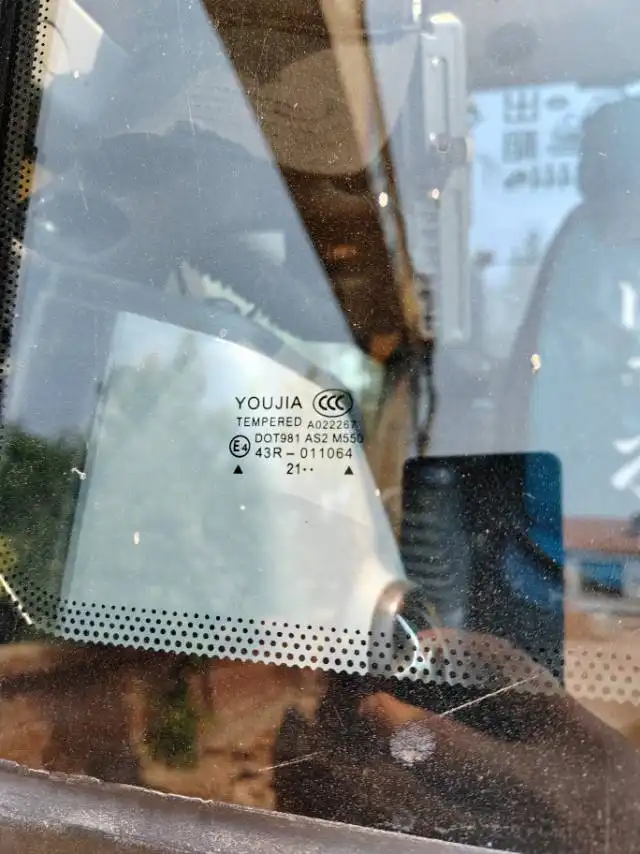 YOUJIA CCC
TEMPERED A022267
DOT981 AS2 M550
E4 43R-011064
▲ 21·· ▲